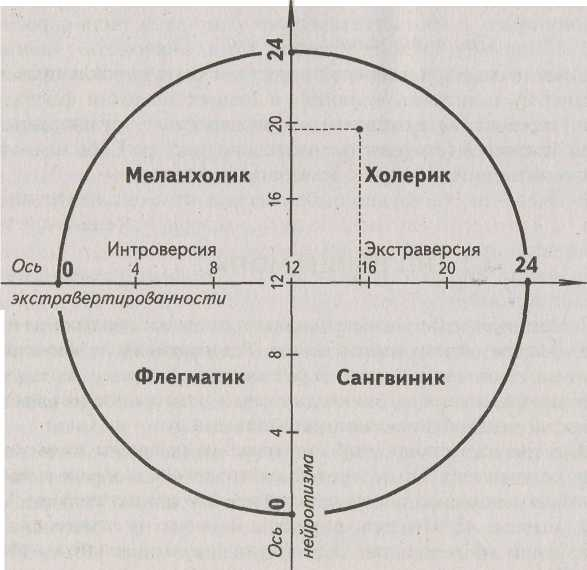 24
20
Меланхолик Холерик
16
Интроверсия Экстраверсия
Ось 0 4 8 12 16 20 24
экстравертированности 12
8
Флегматик Сангвиник
4
0
Ось нейротизма